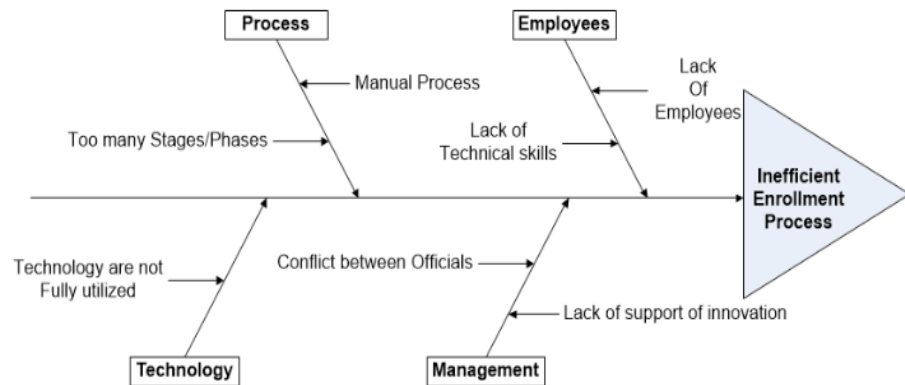 Process
Employees
Manual Process
Lack
Of
Employees
Too many Stages/Phases
Lack of
Technical skills
Inefficient
Enrollment
Process
Technology are not
Fully utilized
Conflict between Officials
Lack of support of innovation
Technology
Management